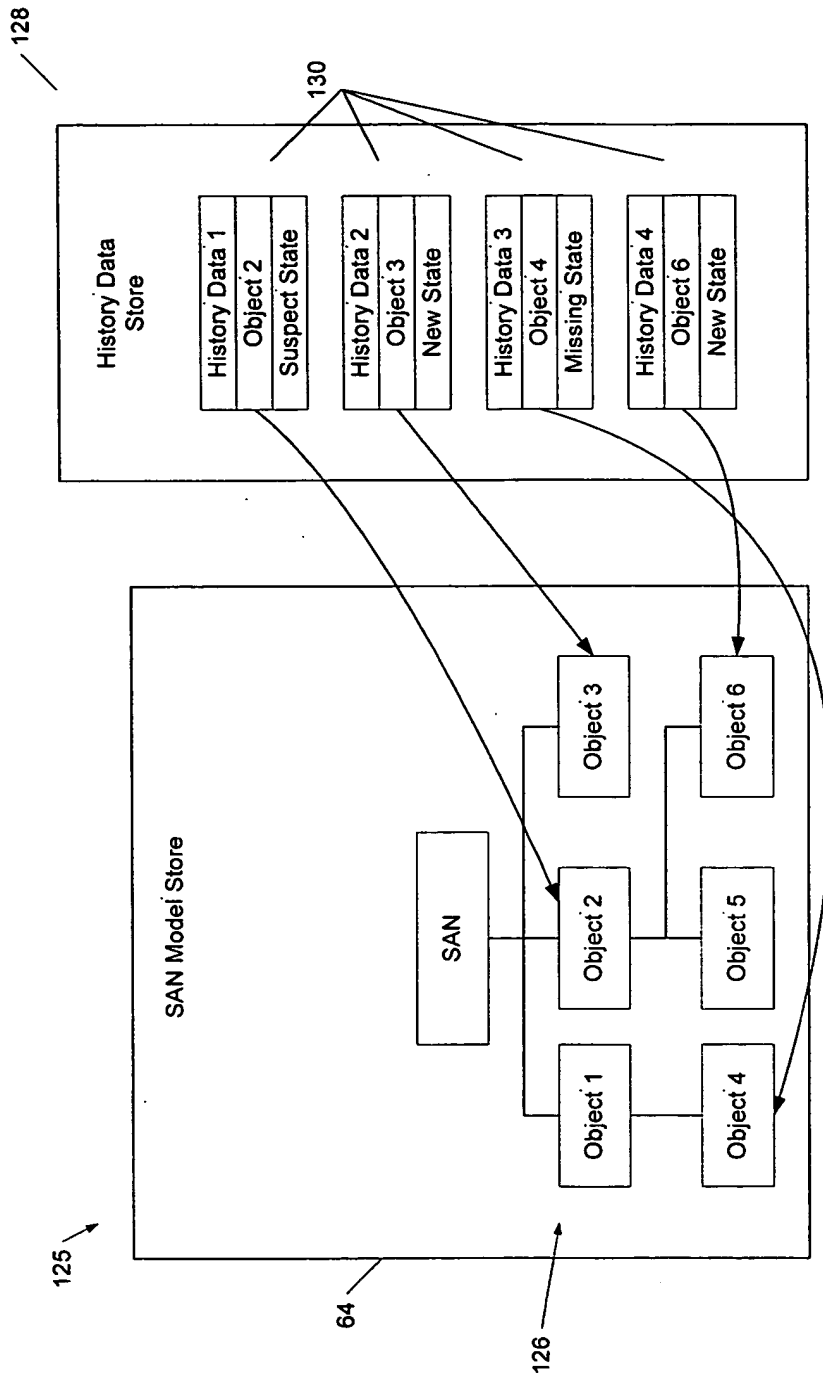 125
64
126
SAN Model Store
SAN
Object 1
Object 2
Object 3
Object 4
Object 5
Object 6
128
History Data
Store
130
History Data 1
Object 2
Suspect State
History Data 2
Object 3
New State
History Data 3
Object 4
Missing State
History Data 4
Object 6
New State